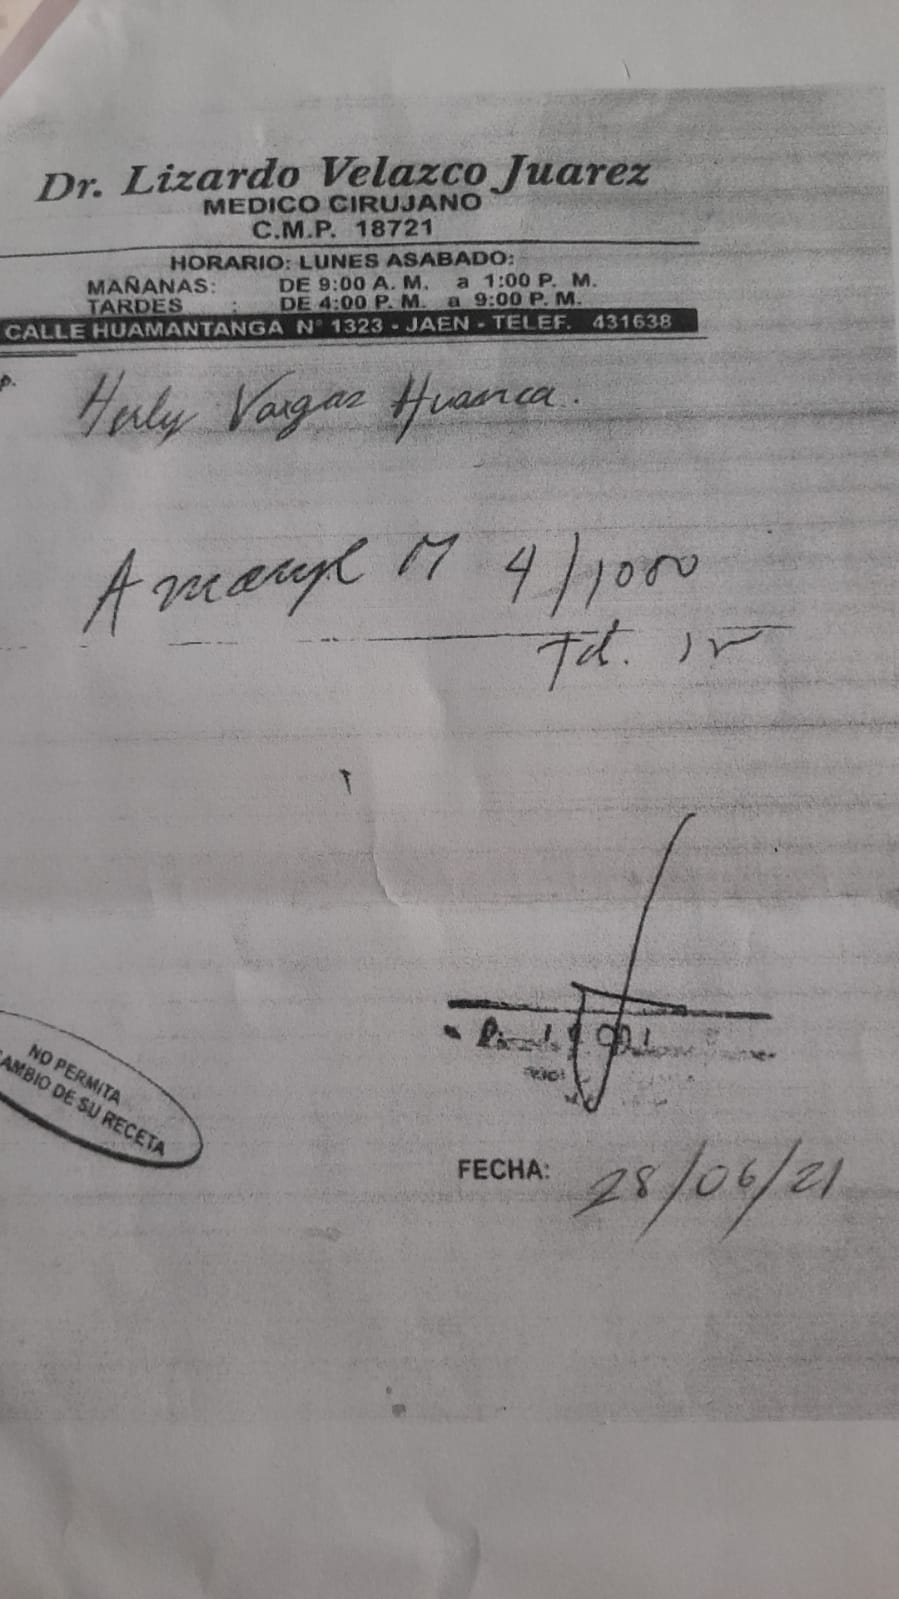 Dr. Lizardo Velazco Juarez
MEDICO CIRUJANO
C.M.P. 18721
HORARIO: LUNES ASABADO:
MAÑANAS: DE 9:00 A. M. a 1:00 P. M.
TARDES : DE 4:00 P. M. a 9:00 P. M.
CALLE HUAMANTANGA N° 1323 - JAEN - TELEF. 431638
p.
Herly Vargas Huanca.
Amaryl M 4/1000
Td.
NO PERMITA
CAMBIO DE SU RECETA
FECHA: 28/06/21